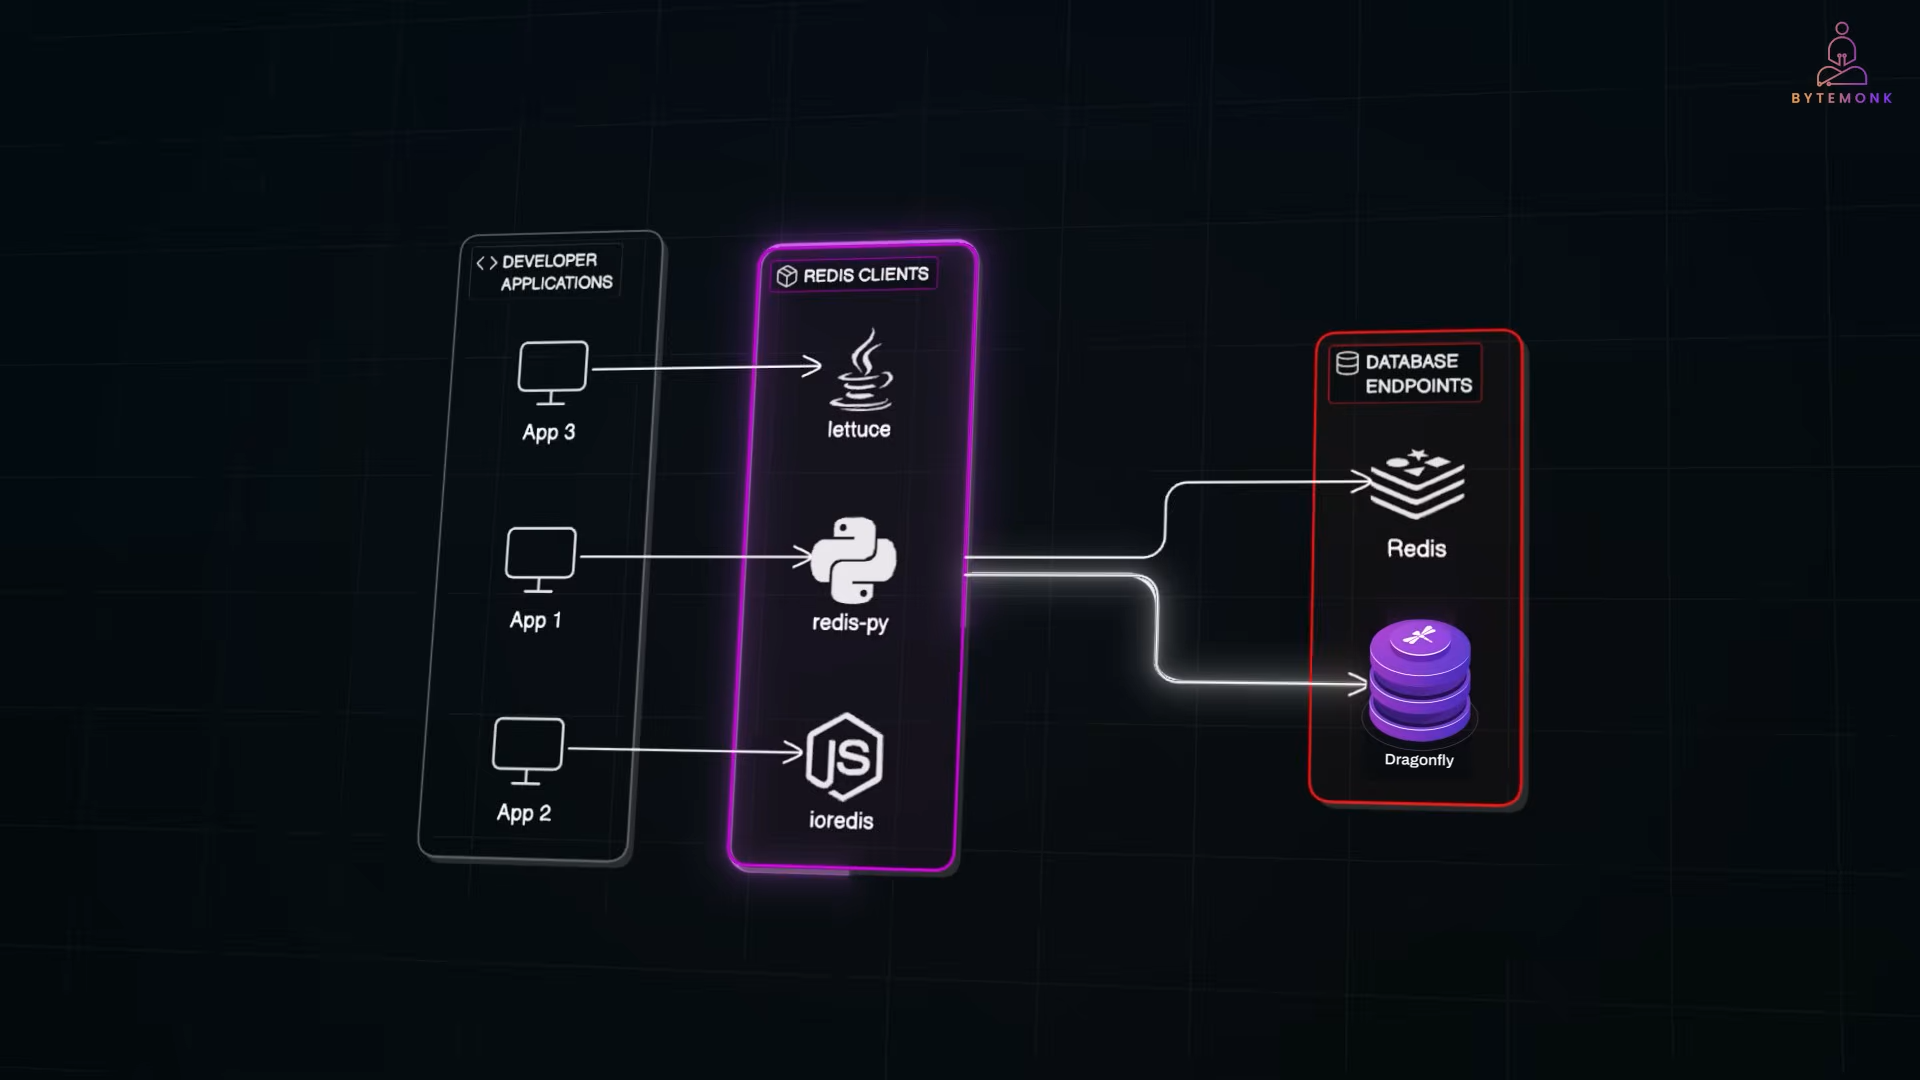 BYTEMONK
DEVELOPER
APPLICATIONS
App 3
App 1
App 2
REDIS CLIENTS
lettuce
redis-py
JS
ioredis
DATABASE
ENDPOINTS
Redis
Dragonfly